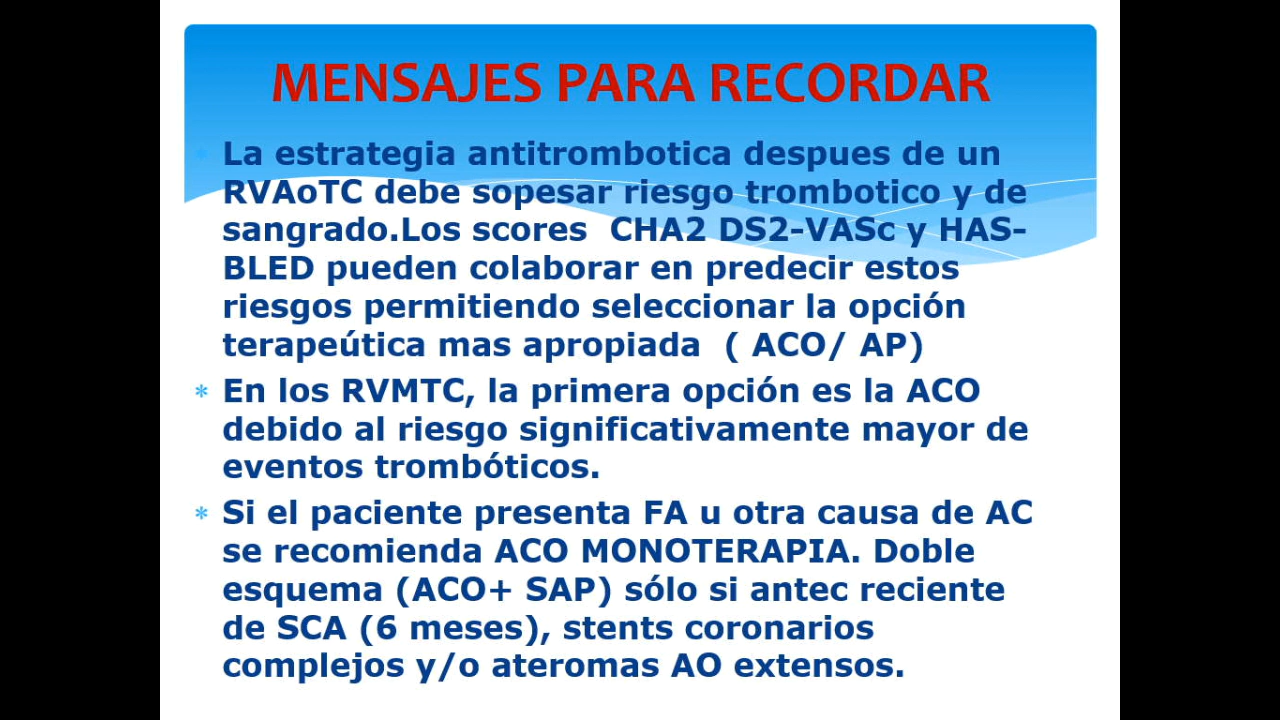 MENSAJES PARA RECORDAR
* La estrategia antitrombotica despues de un
RVAoTC debe sopesar riesgo trombotico y de
sangrado.Los scores  CHA2 DS2-VASc y HAS-
BLED pueden colaborar en predecir estos
riesgos permitiendo seleccionar la opción
terapeútica mas apropiada  ( ACO/ AP)
* En los RVMTC, la primera opción es la ACO
debido al riesgo significativamente mayor de
eventos trombóticos.
* Si el paciente presenta FA u otra causa de AC
se recomienda ACO MONOTERAPIA. Doble
esquema (ACO+ SAP) sólo si antec reciente
de SCA (6 meses), stents coronarios
complejos y/o ateromas AO extensos.